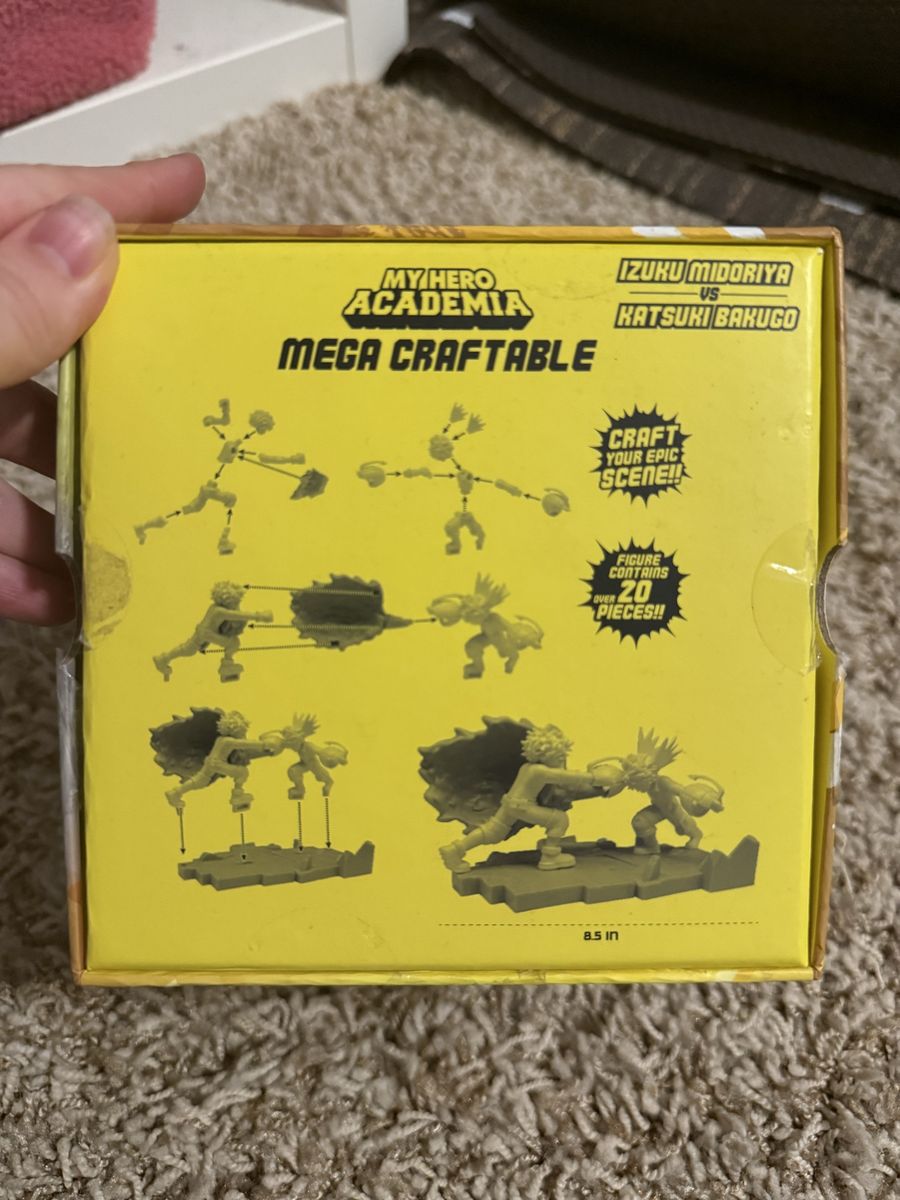 MY HERO
ACADEMIA
MEGA CRAFTABLE
IZUKU MIDORIYA
VS
KATSUKI BAKUGO
CRAFT
YOUR EPIC
SCENE!!
FIGURE
CONTAINS
OVER 20
PIECES!!
8.5 IN